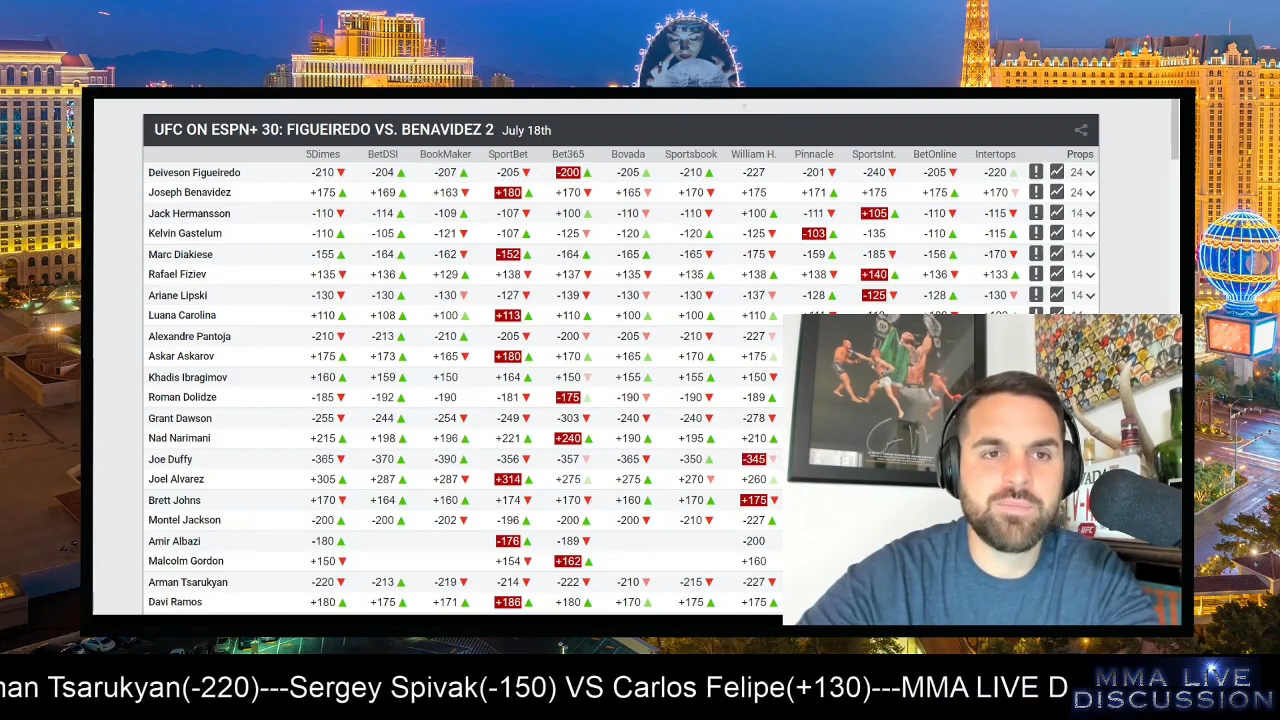 UFC ON ESPN+ 30: FIGUEIREDO VS. BENAVIDEZ 2 July 18th
5Dimes BetDSI BookMaker SportBet Bet365 Bovada Sportsbook William H. Pinnacle SportsInt. BetOnline Intertops Props
Deiveson Figueiredo -210▼ -204▲ -207▲ -205▼ -200▲ -205▲ -210▲ -227 -201▼ -240▼ -205▼ -220▲ 24
Joseph Benavidez +175▲ +169▲ +163▼ +180▲ +170▼ +165▼ +170▼ +175 +171▲ +175 +175▲ +170▼ 24
Jack Hermansson -110▼ -114▲ -109▲ -107▼ +100▲ -110▼ -110▼ +100▲ -111▼ +105▲ -110▼ -115▼ 14
Kelvin Gastelum -110▲ -105▲ -121▼ -107▲ -125▼ -120▲ -120▲ -125▼ -103▲ -135 -110▲ -115▲ 14
Marc Diakiese -155▲ -164▲ -162▼ -152▲ -164▲ -165▼ -165▼ -175▼ -159▲ -185▼ -156▲ -170▼ 14
Rafael Fiziev +135▼ +136▲ +129▲ +138▼ +137▼ +135▼ +135▲ +138▲ +138▼ +140▲ +136▼ +133▲ 14
Ariane Lipski -130▼ -130▲ -130▼ -127▼ -139▼ -130▼ -130▼ -137▼ -128▲ -125▼ -128▲ -130▼ 14
Luana Carolina +110▲ +108▲ +100▲ +113▲ +110▲ +100▲ +100▲ +110▲
Alexandre Pantoja -210▼ -213▲ -210▲ -205▼ -200▼ -205▼ -210▼ -227▼
Askar Askarov +175▲ +173▲ +165▼ +180▲ +170▲ +165▲ +170▲ +175▲
Khadis Ibragimov +160▲ +159▲ +150 +164▲ +150▼ +155▲ +155▲ +150▼
Roman Dolidze -185▼ -192▲ -190 -181▼ -175▲ -190▼ -190▼ -189▲
Grant Dawson -255▼ -244▲ -254▼ -249▼ -303▼ -240▼ -240▼ -278▼
Nad Narimani +215▲ +198▲ +196▲ +221▲ +240▲ +190▲ +195▲ +210▲
Joe Duffy -365▼ -370▲ -390▲ -356▼ -357▼ -365▼ -350▲ -345▼
Joel Alvarez +305▲ +287▲ +287▼ +314▲ +275▲ +275▲ +270▼ +260▲
Brett Johns +170▼ +164▲ +160▲ +174▼ +170▼ +160▲ +170▲ +175▼
Montel Jackson -200▲ -200▲ -202▼ -196▲ -200▲ -200▼ -210▼ -227▲
Amir Albazi -180▲ -176▲ -189▼ -200
Malcolm Gordon +150▼ +154▼ +162▲ +160
Arman Tsarukyan -220▼ -213▲ -219▼ -214▼ -222▼ -210▼ -215▼ -227▼
Davi Ramos +180▲ +175▲ +171▲ +186▲ +180▲ +170▲ +175▲ +175▲
UFC
man Tsarukyan(-220)---Sergey Spivak(-150) VS Carlos Felipe(+130)---MMA LIVE D
MMA LIVE
DISCUSSION